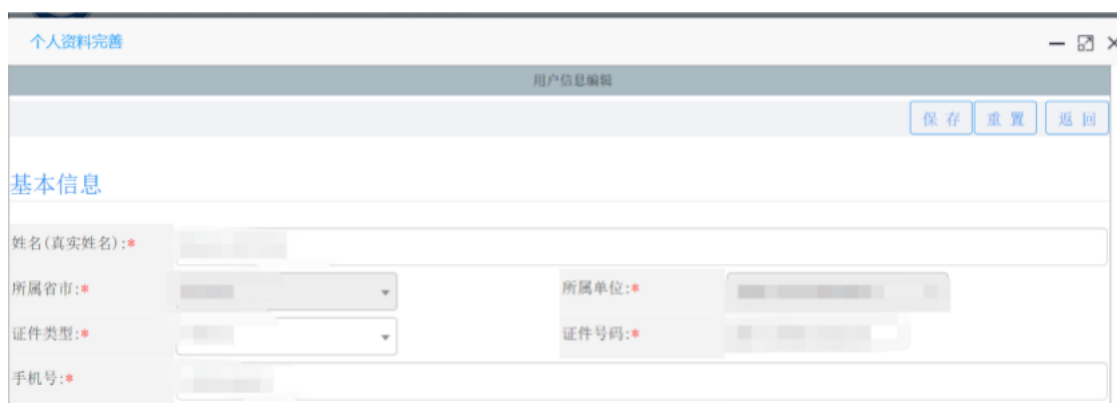 个人资料完善
用户信息编辑
保 存 重 置 返 回
基本信息
姓名(真实姓名):*
所属省市:* 所属单位:*
证件类型:* 证件号码:*
手机号:*